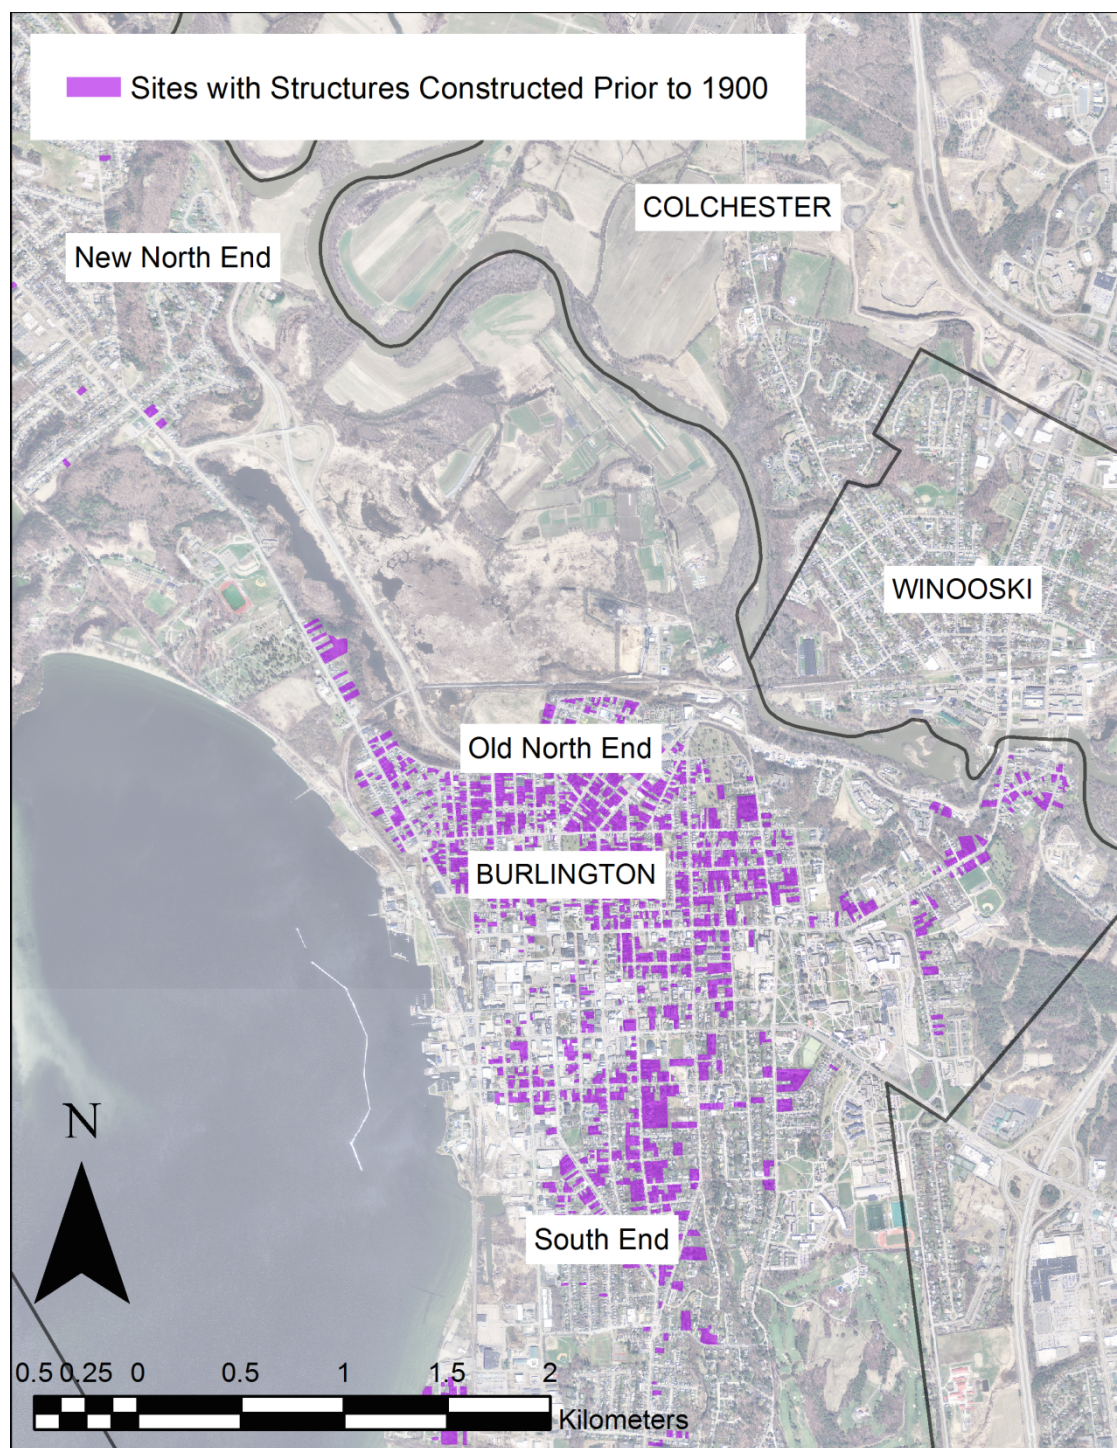 Sites with Structures Constructed Prior to 1900
COLCHESTER
New North End
WINOOSKI
Old North End
BURLINGTON
N
South End
0.5 0.25 0 0.5 1 1.5 2
Kilometers